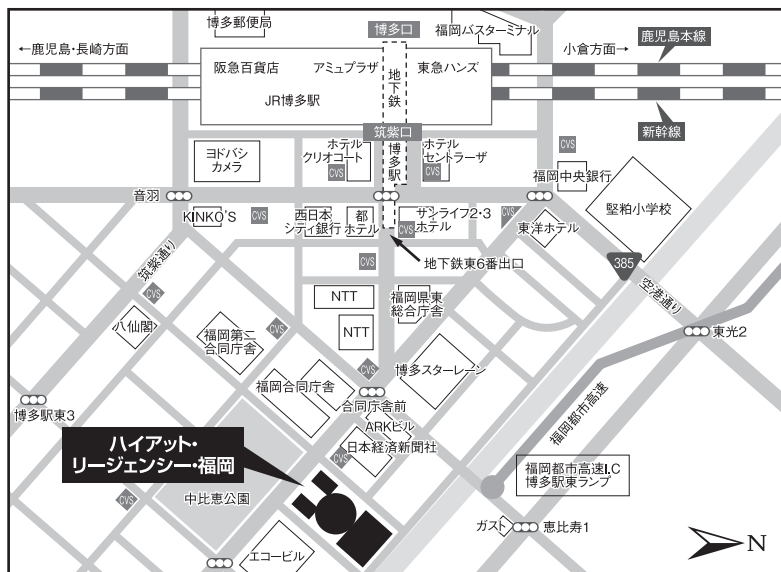 博多郵便局
博多口
福岡バスターミナル
←鹿児島・長崎方面
小倉方面→
鹿児島本線
阪急百貨店
アミュプラザ
地下鉄
東急ハンズ
JR博多駅
筑紫口
新幹線
ヨドバシ
カメラ
ホテル
クリオコート
CVS
博多駅
ホテル
セントラーザ
CVS
CVS
福岡中央銀行
堅粕小学校
音羽
KINKO'S
CVS
西日本
シティ銀行
都
ホテル
サンライフ2・3
ホテル
CVS
CVS
東洋ホテル
筑紫通り
CVS
地下鉄東6番出口
385
空港通り
CVS
NTT
福岡県東
総合庁舎
八仙閣
福岡第二
合同庁舎
CVS
NTT
東光2
福岡合同庁舎
CVS
博多スターレーン
福岡都市高速
博多駅東3
合同庁舎前
ARKビル
日本経済新聞社
ハイアット・
リージェンシー・福岡
CVS
福岡都市高速I.C
博多駅東ランプ
CVS
中比恵公園
ガスト
恵比寿1
エコービル
N